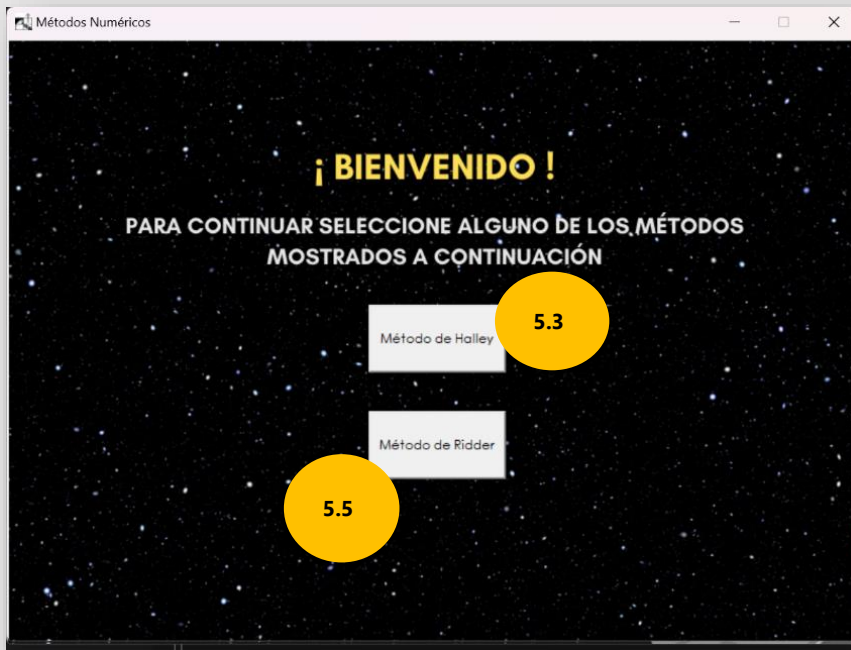 Métodos Numéricos
¡ BIENVENIDO !
PARA CONTINUAR SELECCIONE ALGUNO DE LOS MÉTODOS
MOSTRADOS A CONTINUACIÓN
5.3
Método de Halley
Método de Ridder
5.5